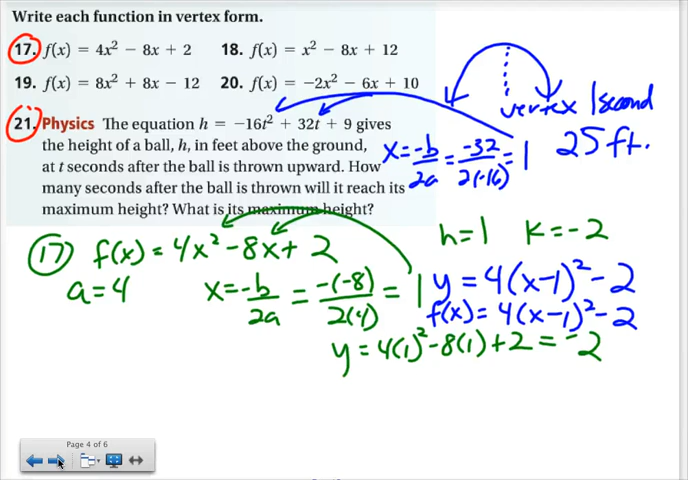 Write each function in vertex form.
17. f(x) = 4x² − 8x + 2 18. f(x) = x² − 8x + 12
19. f(x) = 8x² + 8x − 12 20. f(x) = −2x² − 6x + 10
21. Physics The equation h = −16t² + 32t + 9 gives
the height of a ball, h, in feet above the ground,
at t seconds after the ball is thrown upward. How
many seconds after the ball is thrown will it reach its
maximum height? What is its maximum height?
vertex 1 second
25 ft.
x = -b/2a = -32/2(-16) = 1
17 f(x) = 4x² - 8x + 2
a = 4
x = -b/2a = -(-8)/2(4) = 1
h = 1 k = -2
y = 4(x-1)² - 2
f(x) = 4(x-1)² - 2
y = 4(1)² - 8(1) + 2 = -2
Page 4 of 6